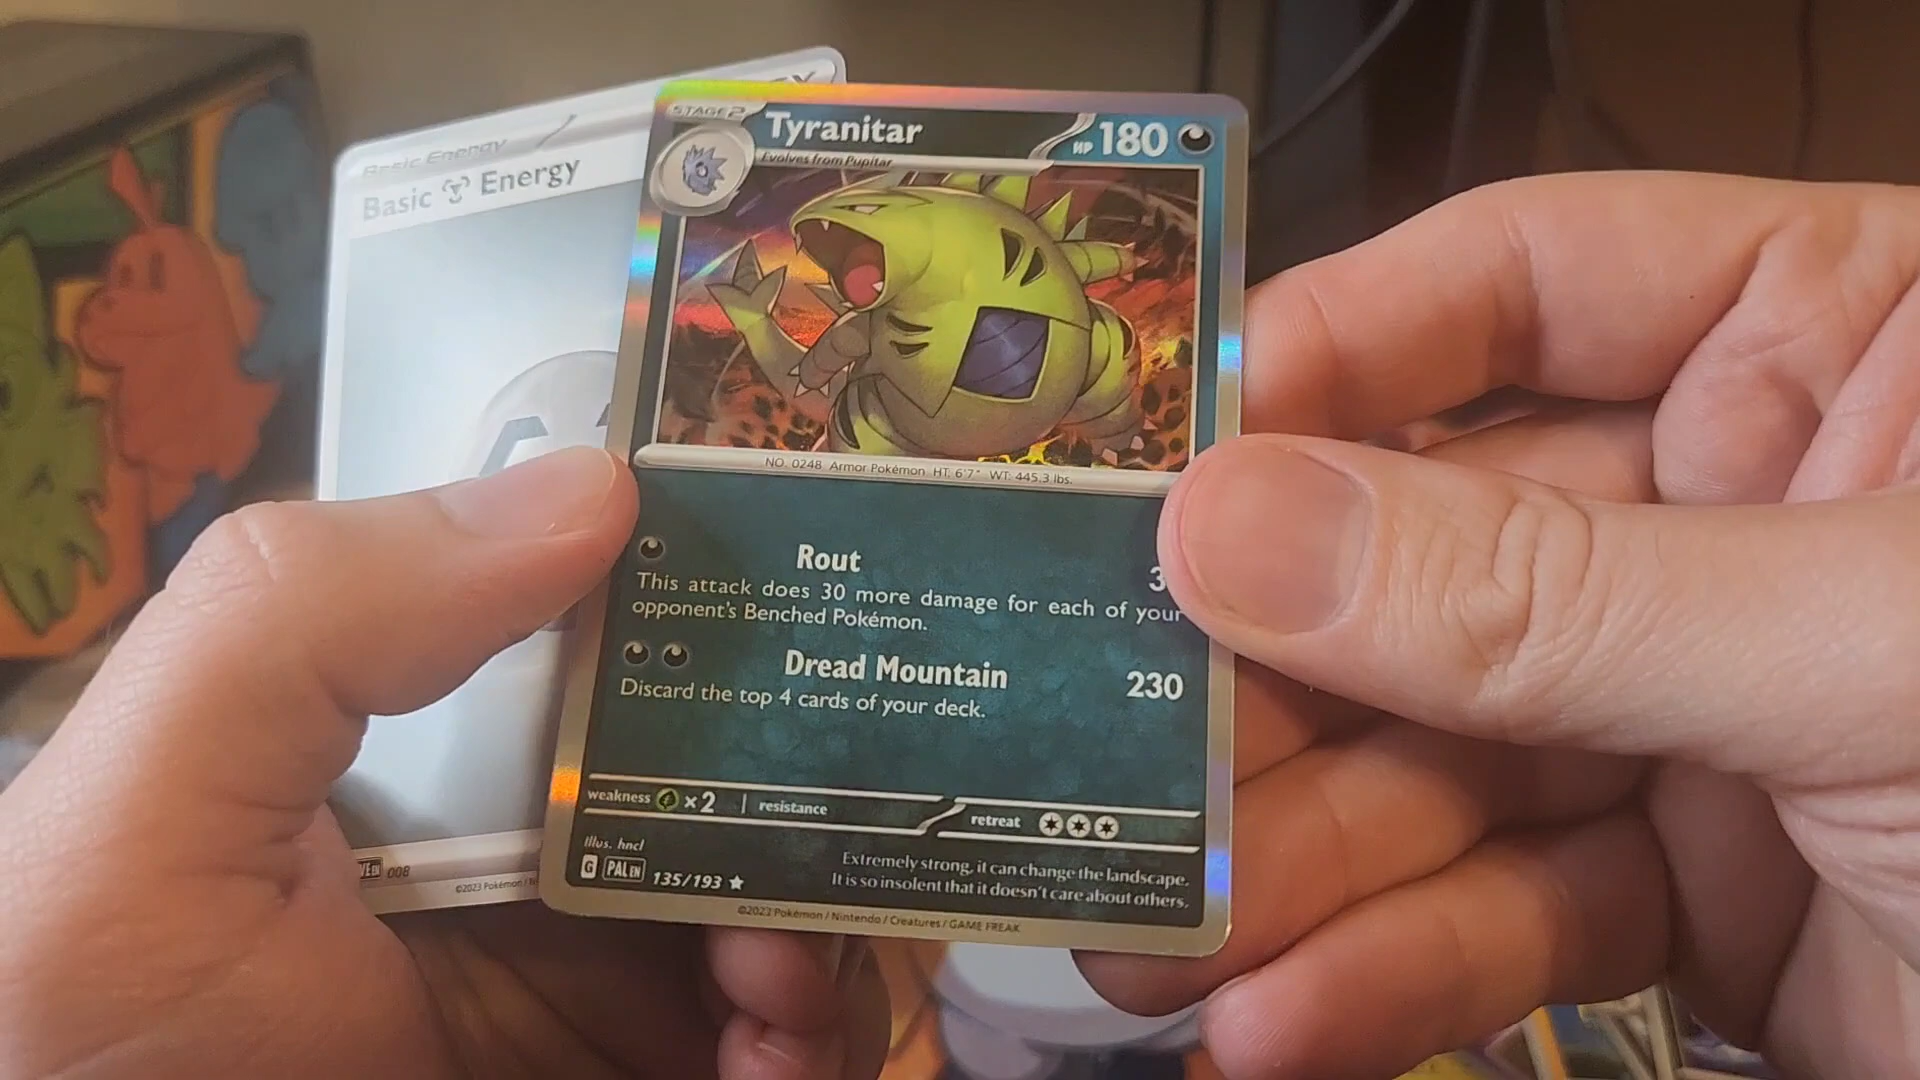 Basic Energy
Basic Energy
008
©2023 Pokémon
STAGE 2
Tyranitar
HP 180
Evolves from Pupitar
NO. 0248 Armor Pokémon HT: 6'7" WT: 445.3 lbs.
Rout
This attack does 30 more damage for each of your
opponent's Benched Pokémon.
Dread Mountain 230
Discard the top 4 cards of your deck.
weakness ×2 resistance
retreat
Illus. hncl
G PAL EN 135/193
Extremely strong, it can change the landscape.
It is so insolent that it doesn't care about others.
©2023 Pokémon / Nintendo / Creatures / GAME FREAK